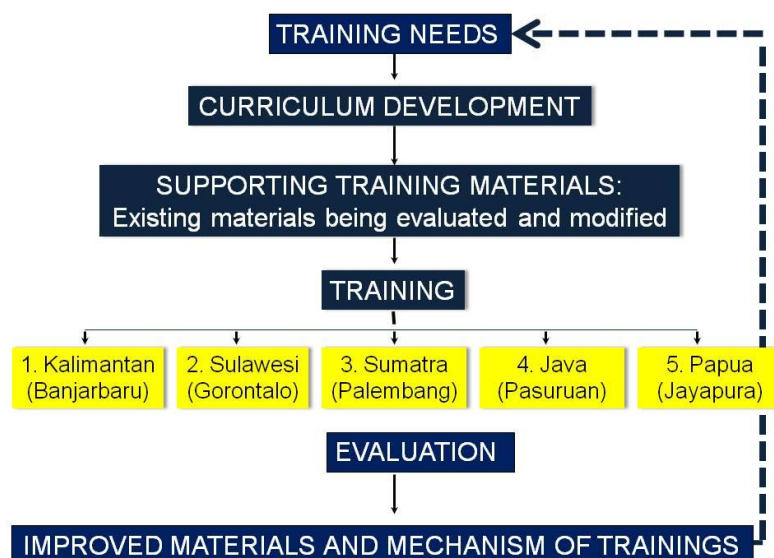 TRAINING NEEDS
CURRICULUM DEVELOPMENT
SUPPORTING TRAINING MATERIALS:
Existing materials being evaluated and modified
TRAINING
1. Kalimantan
(Banjarbaru)
2. Sulawesi
(Gorontalo)
3. Sumatra
(Palembang)
4. Java
(Pasuruan)
5. Papua
(Jayapura)
EVALUATION
IMPROVED MATERIALS AND MECHANISM OF TRAININGS